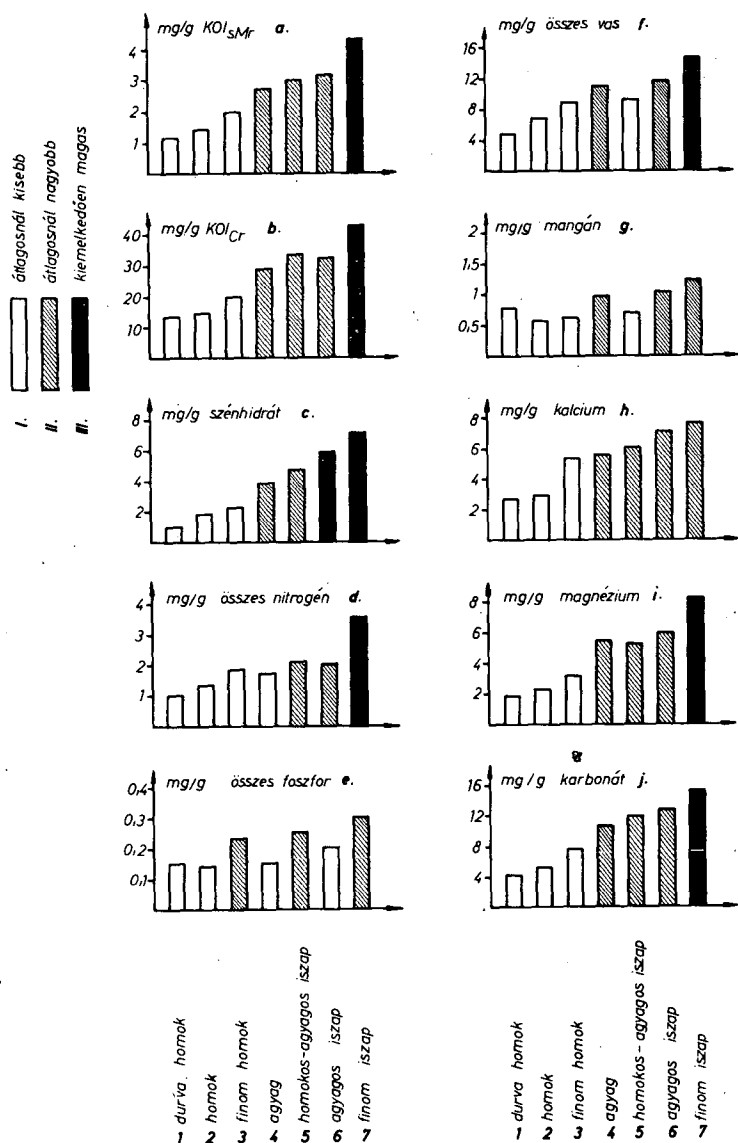 I. átlagosnál kisebb
II. átlagosnál nagyobb
III. kiemelkedően magas
mg/g KOIsMr a.
4
3
2
1
mg/g KOICr b.
40
30
20
10
mg/g szénhidrát c.
8
6
4
2
mg/g összes nitrogén d.
4
3
2
1
mg/g összes foszfor e.
0,4
0,3
0,2
0,1
1 durva homok
2 homok
3 finom homok
4 agyag
5 homokos-agyagos iszap
6 agyagos iszap
7 finom iszap
mg/g összes vas f.
16
12
8
4
mg/g mangán g.
2
1,5
1
0,5
mg/g kalcium h.
8
6
4
2
mg/g magnézium i.
8
6
4
2
mg/g karbonát j.
16
12
8
4
1 durva homok
2 homok
3 finom homok
4 agyag
5 homokos-agyagos iszap
6 agyagos iszap
7 finom iszap